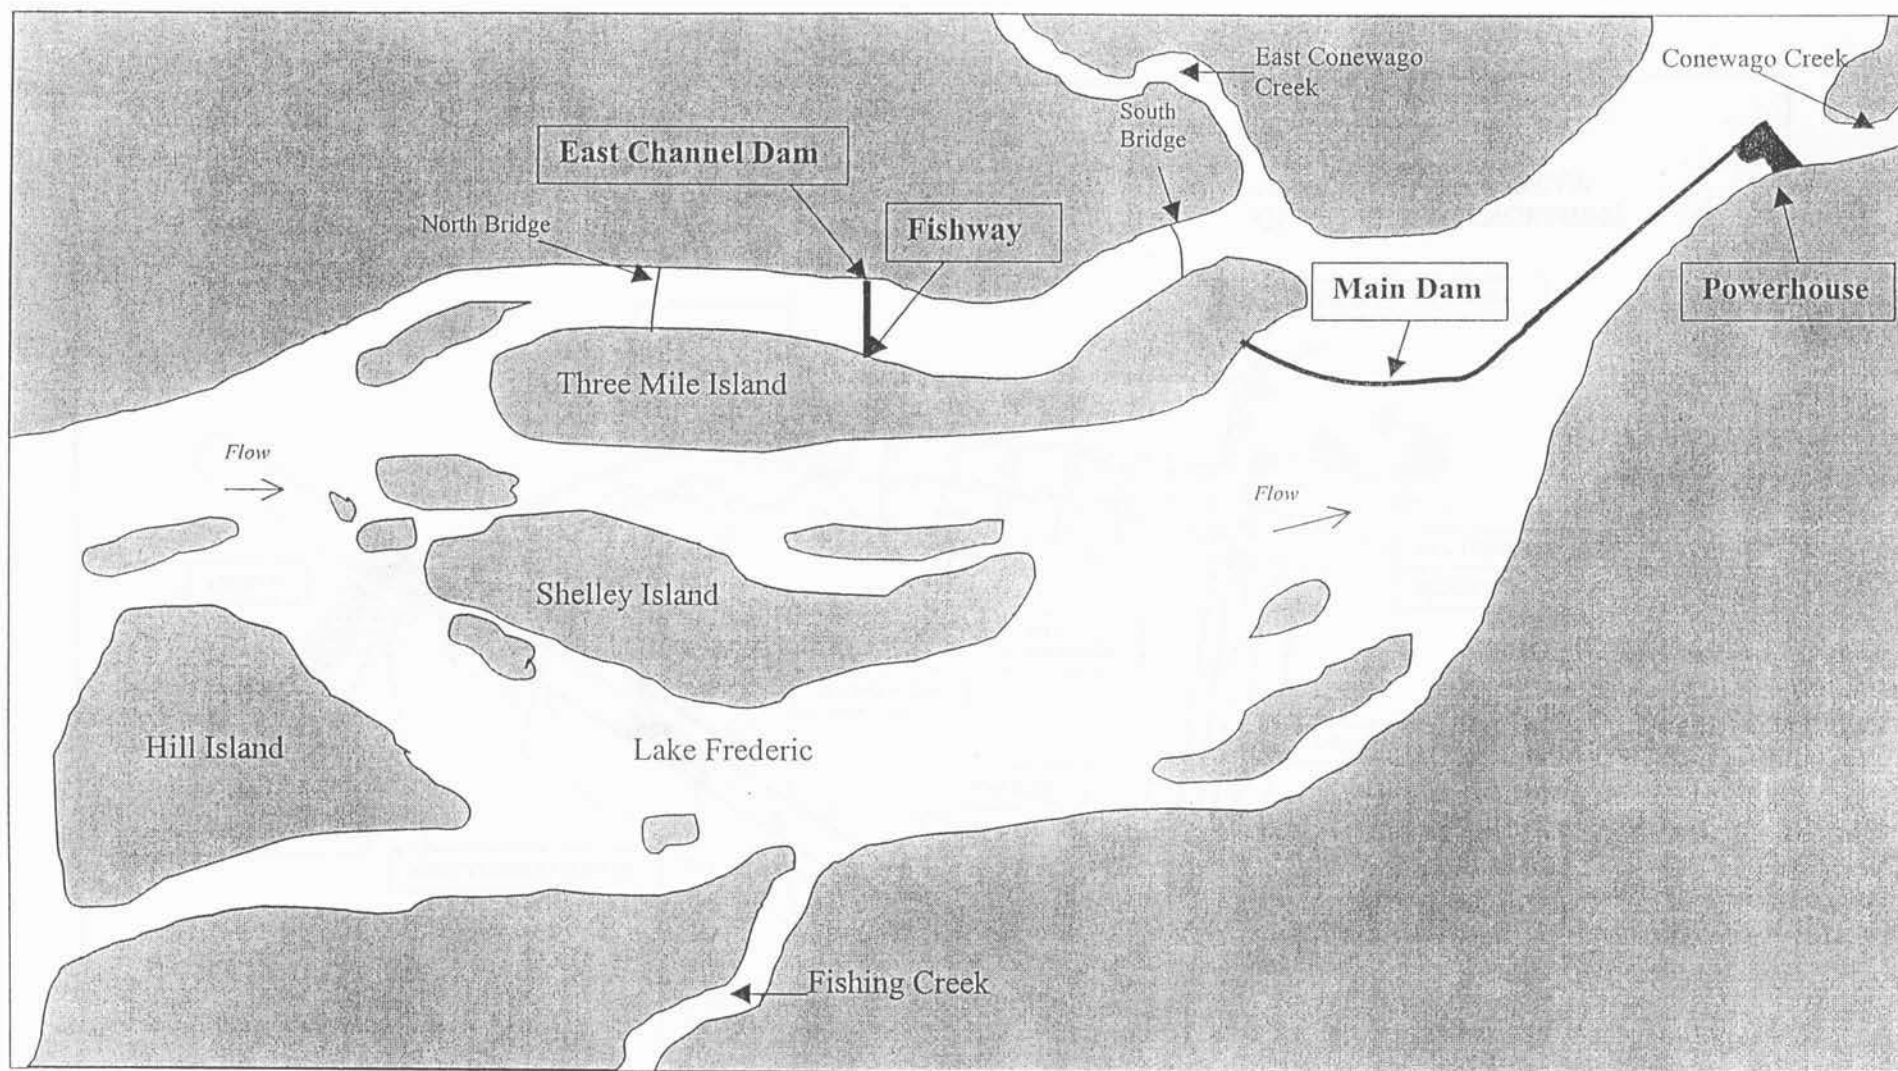 East Conewago
Creek
Conewago Creek
South
Bridge
East Channel Dam
Fishway
North Bridge
Main Dam
Powerhouse
Three Mile Island
Flow
Flow
Shelley Island
Hill Island
Lake Frederic
Fishing Creek